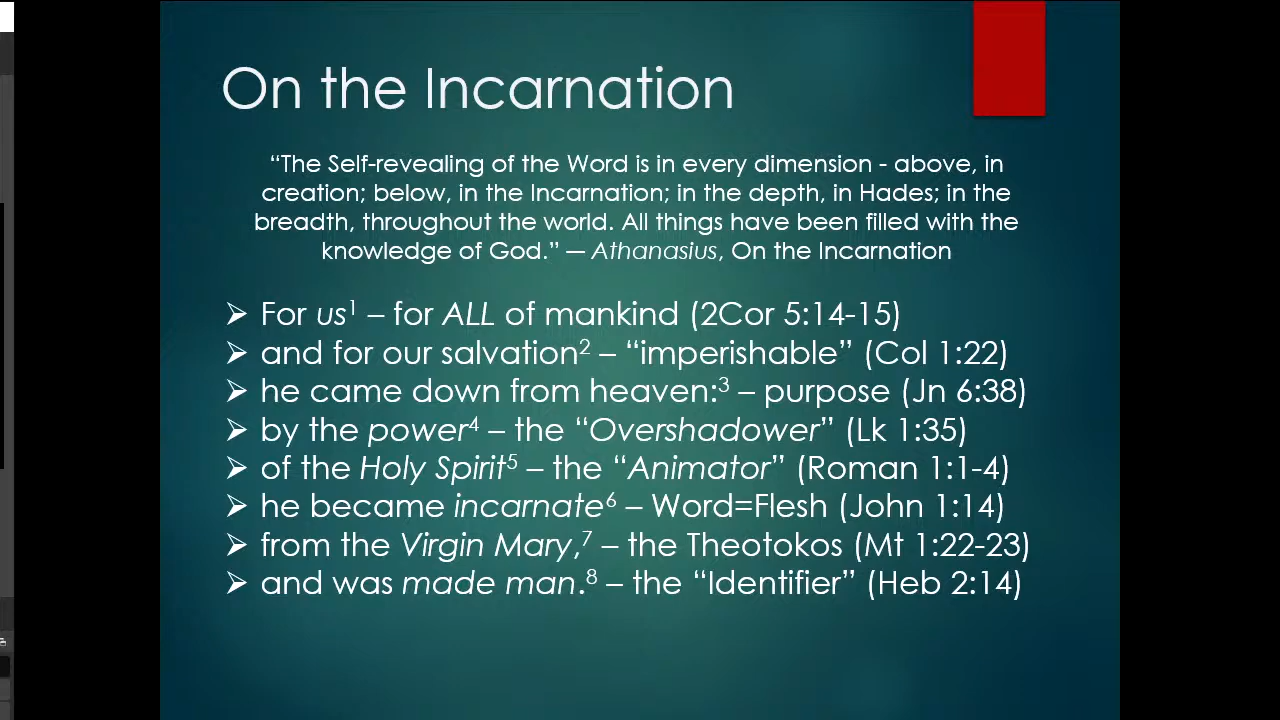 On the Incarnation
“The Self-revealing of the Word is in every dimension - above, in
creation; below, in the Incarnation; in the depth, in Hades; in the
breadth, throughout the world. All things have been filled with the
knowledge of God.” ― Athanasius, On the Incarnation
➢ For us¹ – for ALL of mankind (2Cor 5:14-15)
➢ and for our salvation² – “imperishable” (Col 1:22)
➢ he came down from heaven:³ – purpose (Jn 6:38)
➢ by the power⁴ – the “Overshadower” (Lk 1:35)
➢ of the Holy Spirit⁵ – the “Animator” (Roman 1:1-4)
➢ he became incarnate⁶ – Word=Flesh (John 1:14)
➢ from the Virgin Mary,⁷ – the Theotokos (Mt 1:22-23)
➢ and was made man.⁸ – the “Identifier” (Heb 2:14)